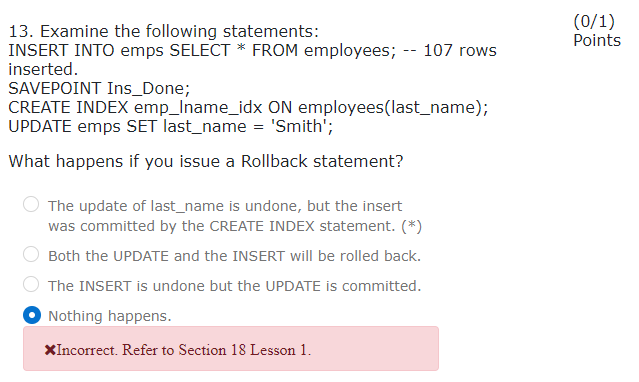 13. Examine the following statements:
(0/1)
Points
INSERT INTO emps SELECT * FROM employees; -- 107 rows
inserted.
SAVEPOINT Ins_Done;
CREATE INDEX emp_lname_idx ON employees(last_name);
UPDATE emps SET last_name = 'Smith';
What happens if you issue a Rollback statement?
The update of last_name is undone, but the insert
was committed by the CREATE INDEX statement. (*)
Both the UPDATE and the INSERT will be rolled back.
The INSERT is undone but the UPDATE is committed.
Nothing happens.
✖Incorrect. Refer to Section 18 Lesson 1.